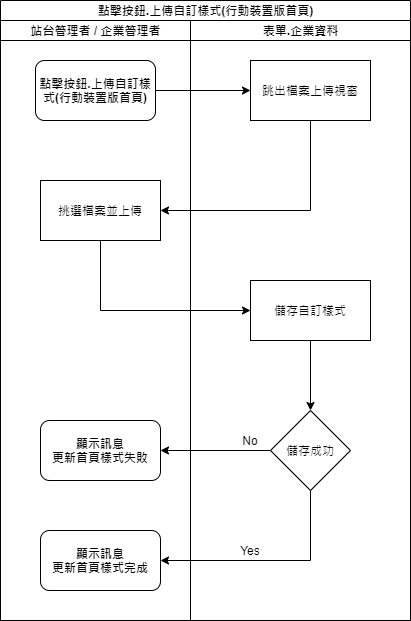 點擊按鈕.上傳自訂樣式(行動裝置版首頁)
站台管理者 / 企業管理者
表單.企業資料
點擊按鈕.上傳自訂樣
式(行動裝置版首頁)
跳出檔案上傳視窗
挑選檔案並上傳
儲存自訂樣式
儲存成功
No
顯示訊息
更新首頁樣式失敗
Yes
顯示訊息
更新首頁樣式完成